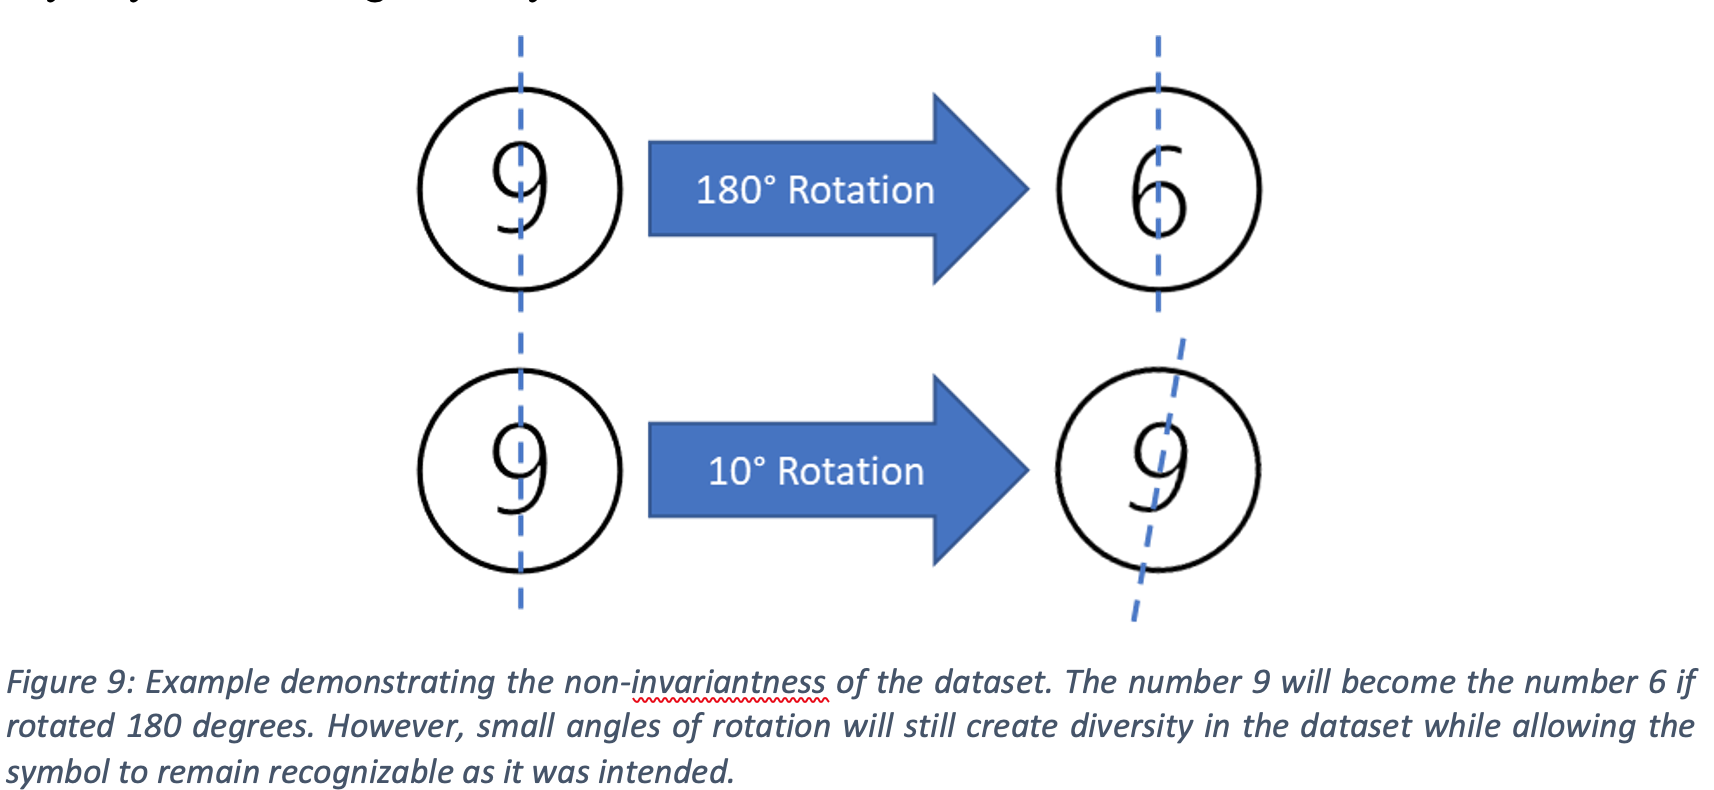 9 180° Rotation 6
9 10° Rotation 9
Figure 9: Example demonstrating the non-invariantness of the dataset. The number 9 will become the number 6 if
rotated 180 degrees. However, small angles of rotation will still create diversity in the dataset while allowing the
symbol to remain recognizable as it was intended.